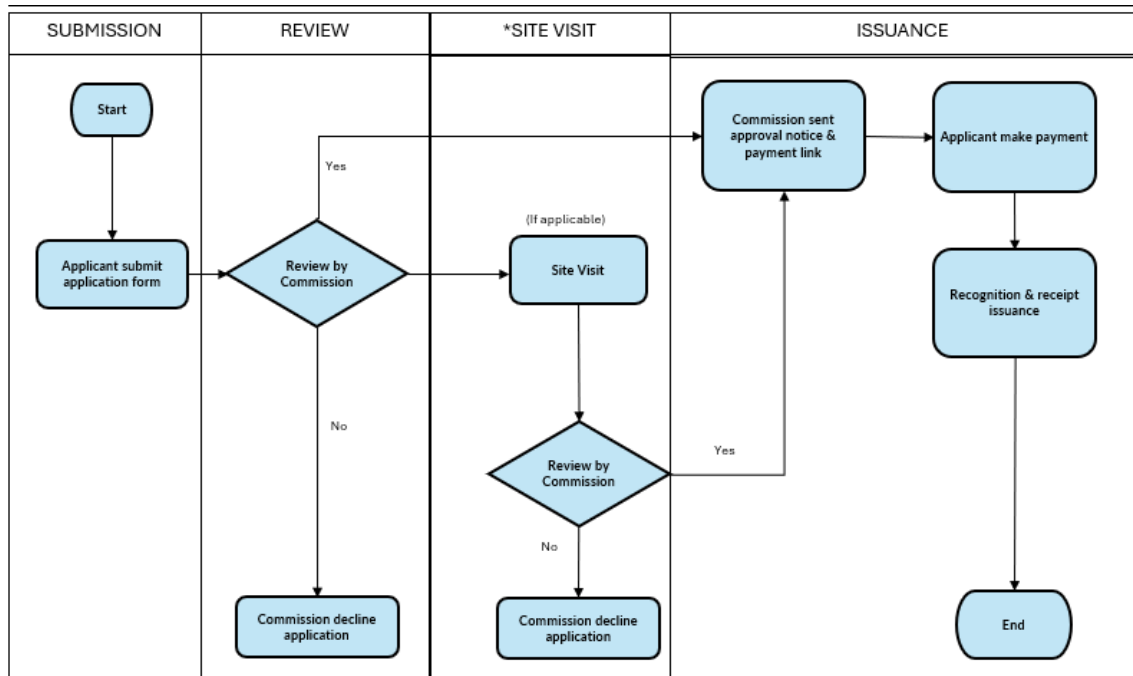 SUBMISSION
REVIEW
*SITE VISIT
ISSUANCE
Start
Applicant submit
application form
Review by
Commission
Yes
No
Commission decline
application
(If applicable)
Site Visit
Review by
Commission
Yes
No
Commission decline
application
Commission sent
approval notice &
payment link
Applicant make payment
Recognition & receipt
issuance
End